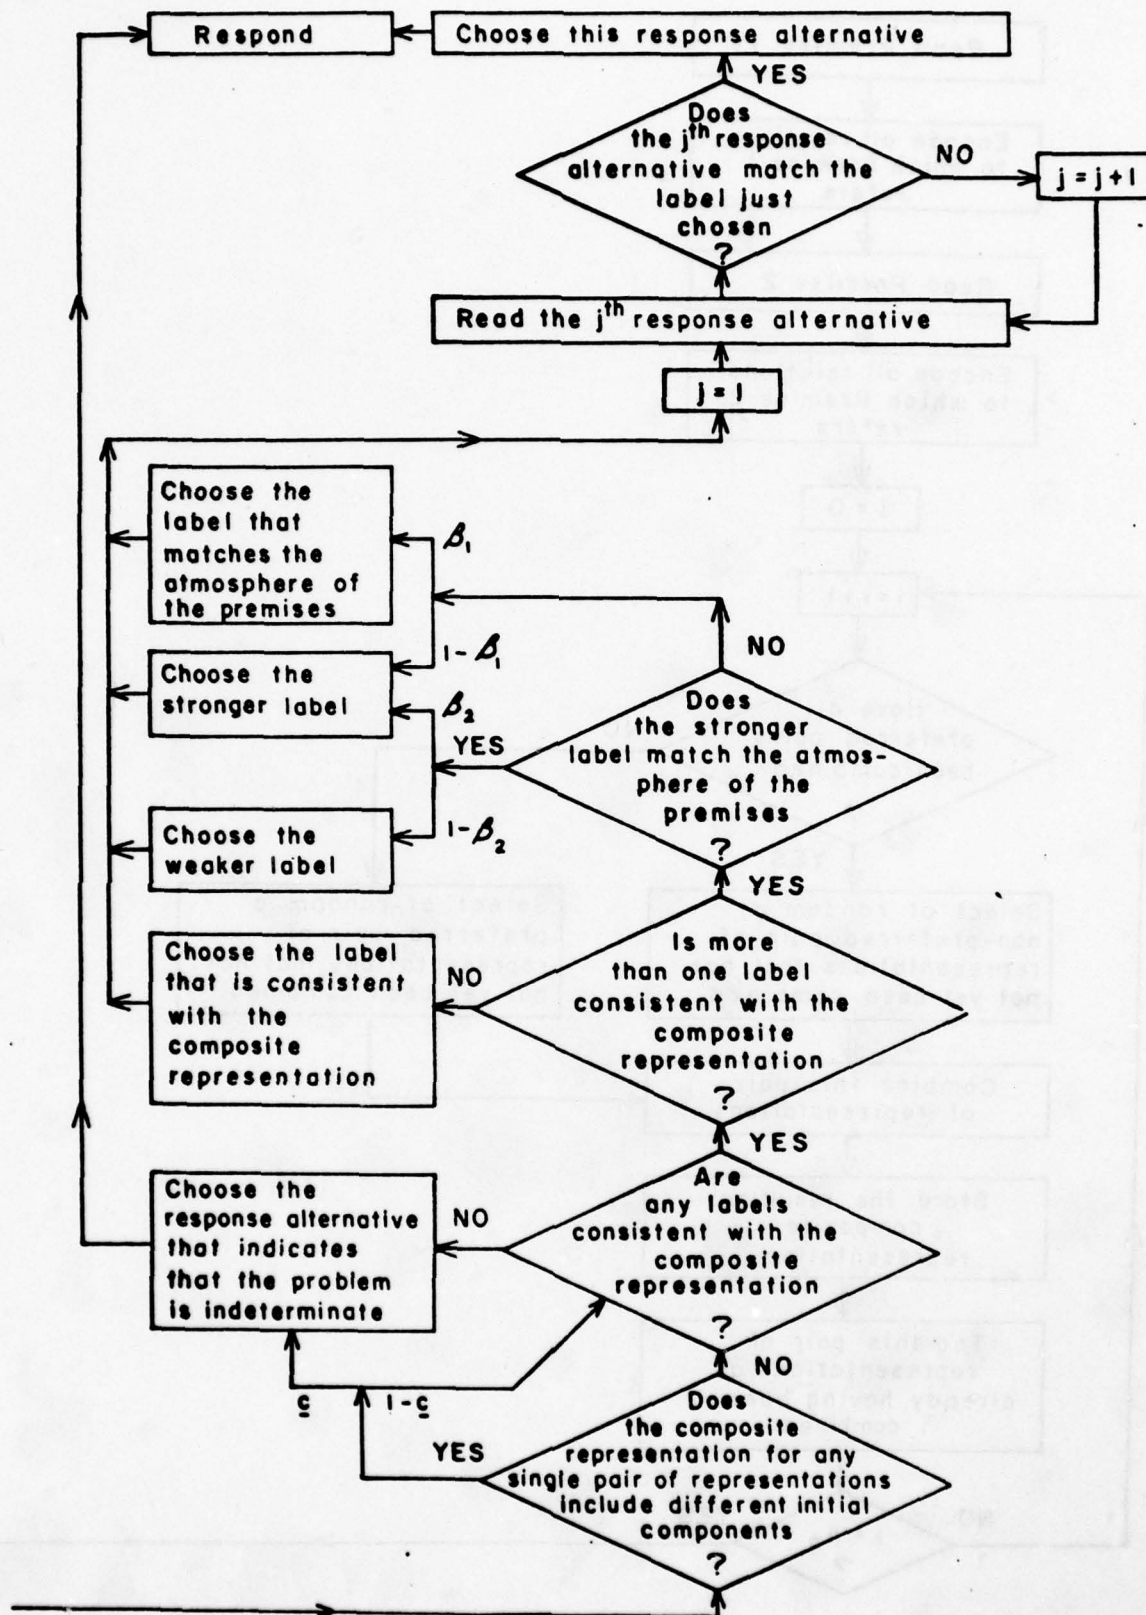 Respond
Choose this response alternative
YES
Does
the jth response
alternative match the
label just
chosen
?
NO
j = j + 1
Read the jth response alternative
j = 1
Choose the
label that
matches the
atmosphere of
the premises
β1
1 - β1
NO
Choose the
stronger label
β2
YES
Does
the stronger
label match the atmos-
phere of the
premises
?
Choose the
weaker label
1 - β2
YES
Choose the label
that is consistent
with the
composite
representation
NO
Is more
than one label
consistent with the
composite
representation
?
YES
Choose the
response alternative
that indicates
that the problem
is indeterminate
NO
Are
any labels
consistent with the
composite
representation
?
c
1 - c
NO
YES
Does
the composite
representation for any
single pair of representations
include different initial
components
?